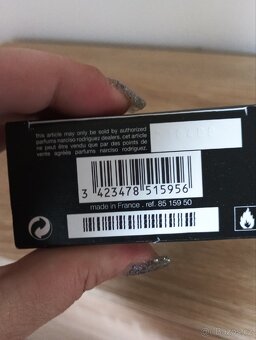 this article may only be sold by authorized
parfums narciso rodriguez dealers, cet article
ne peut être vendu que par des points de
vente agréés parfums narciso rodriguez.
3 423478 515956
made in France . ref. 85 159 50